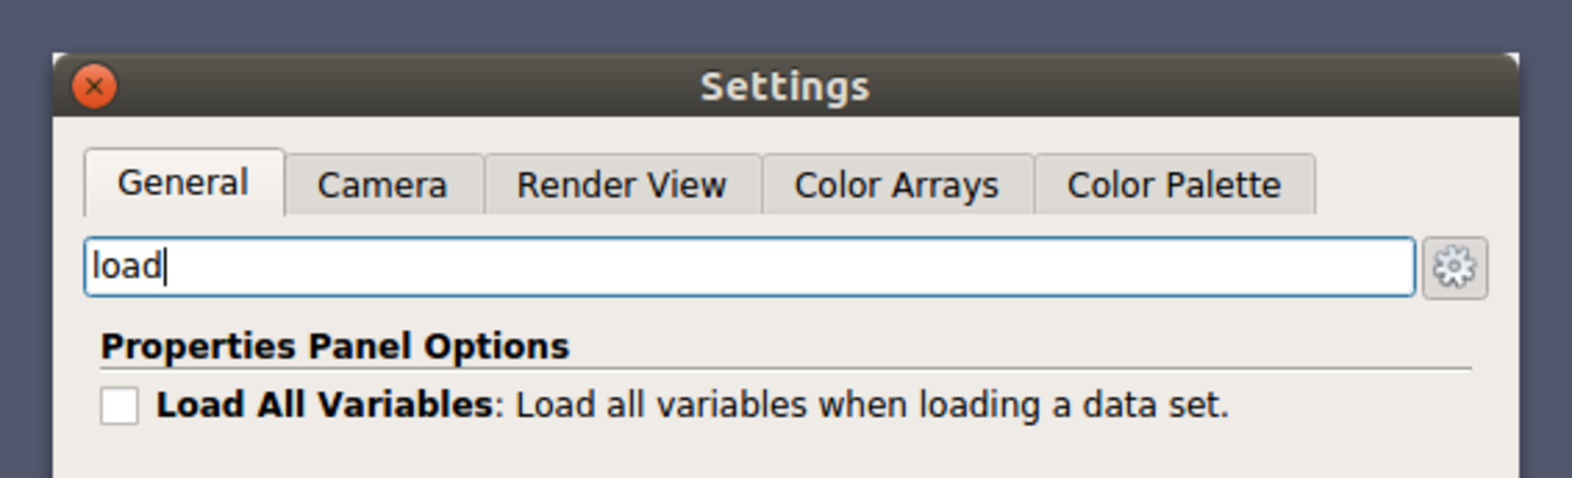 Settings
General Camera Render View Color Arrays Color Palette
load
Properties Panel Options
Load All Variables: Load all variables when loading a data set.